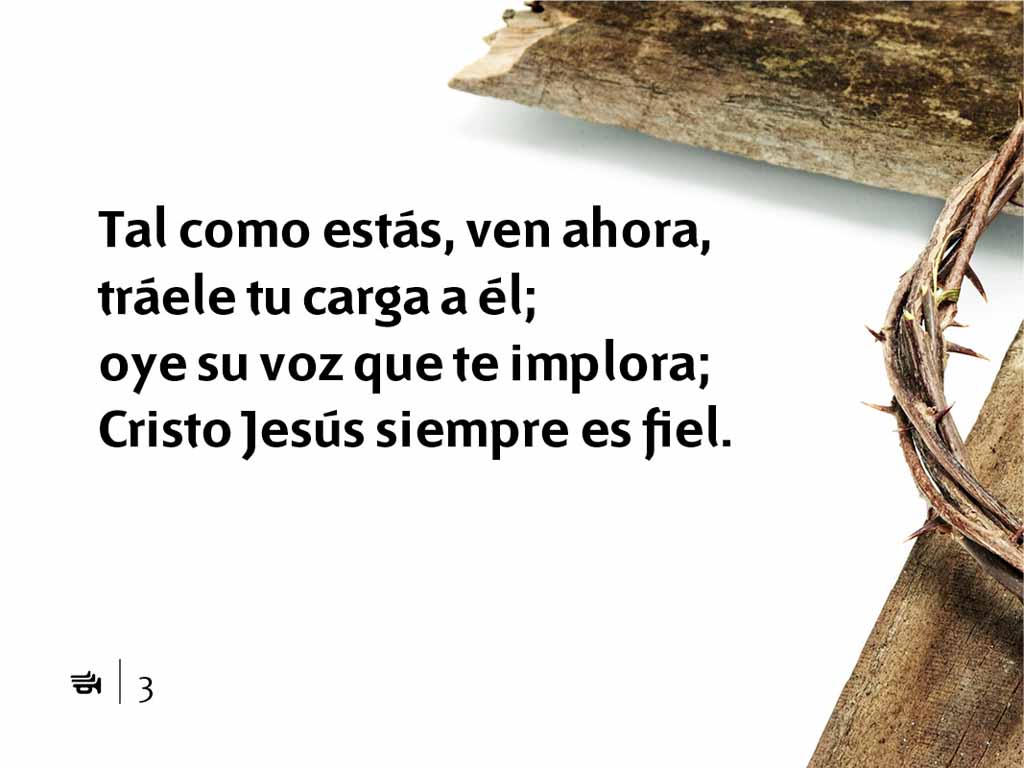 Tal como estás, ven ahora,
tráele tu carga a él;
oye su voz que te implora;
Cristo Jesús siempre es fiel.
3